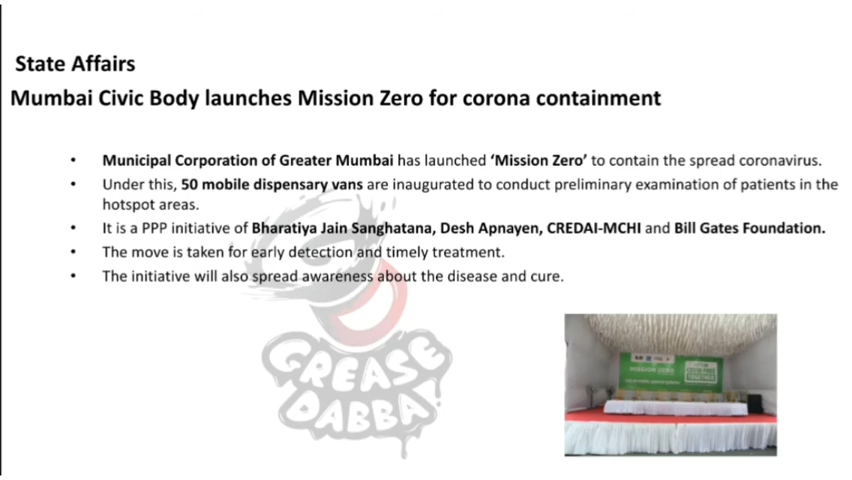 State Affairs
Mumbai Civic Body launches Mission Zero for corona containment
• Municipal Corporation of Greater Mumbai has launched ‘Mission Zero’ to contain the spread coronavirus.
• Under this, 50 mobile dispensary vans are inaugurated to conduct preliminary examination of patients in the
hotspot areas.
• It is a PPP initiative of Bharatiya Jain Sanghatana, Desh Apnayen, CREDAI-MCHI and Bill Gates Foundation.
• The move is taken for early detection and timely treatment.
• The initiative will also spread awareness about the disease and cure.
GREASE
DABBA
MISSION ZERO
TOGETHER